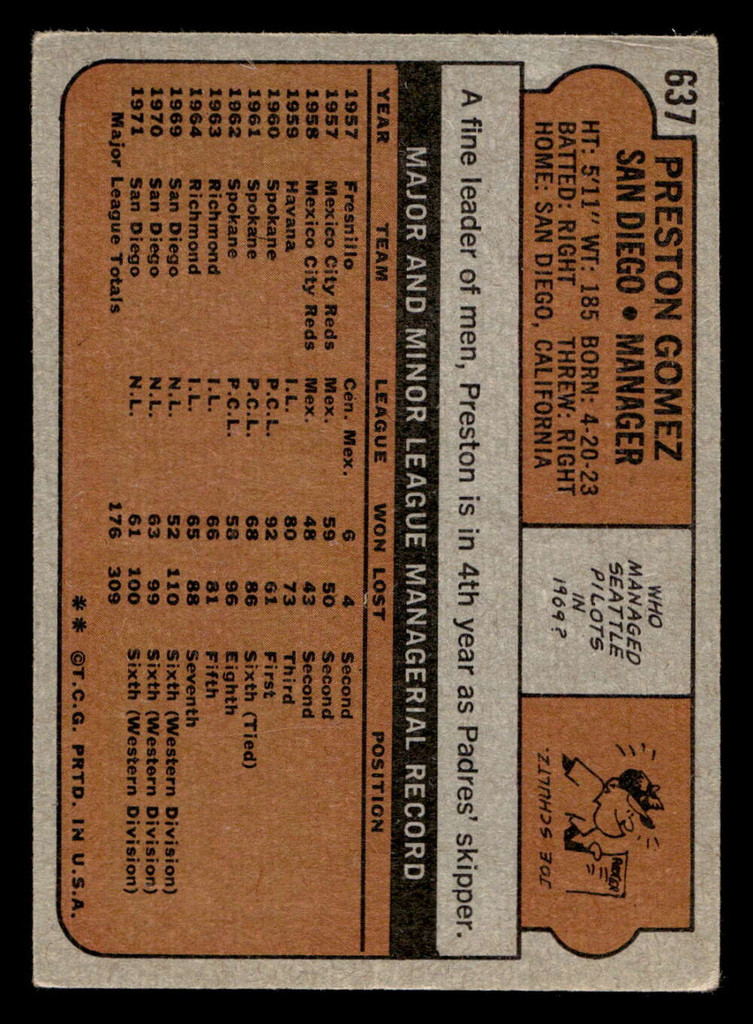 637
PRESTON GOMEZ
SAN DIEGO • MANAGER
HT: 5'11" WT: 185 BORN: 4-20-23
BATTED: RIGHT THREW: RIGHT
HOME: SAN DIEGO, CALIFORNIA
WHO
MANAGED
SEATTLE
PILOTS
IN
1969?
JOE SCHULTZ.
A fine leader of men, Preston is in 4th year as Padres' skipper.
MAJOR AND MINOR LEAGUE MANAGERIAL RECORD
YEAR TEAM LEAGUE WON LOST POSITION
1957 Fresnillo Cen. Mex. 6 4 Second
1957 Mexico City Reds Mex. 59 50 Second
1958 Mexico City Reds Mex. 48 43 Second
1959 Havana I.L. 80 73 Third
1960 Spokane P.C.L. 92 61 First
1961 Spokane P.C.L. 68 86 Sixth (Tied)
1962 Spokane P.C.L. 58 96 Eighth
1963 Richmond I.L. 66 81 Fifth
1964 Richmond I.L. 65 88 Seventh
1969 San Diego N.L. 52 110 Sixth (Western Division)
1970 San Diego N.L. 63 99 Sixth (Western Division)
1971 San Diego N.L. 61 100 Sixth (Western Division)
Major League Totals 176 309
** ©T.C.G. PRTD. IN U.S.A.